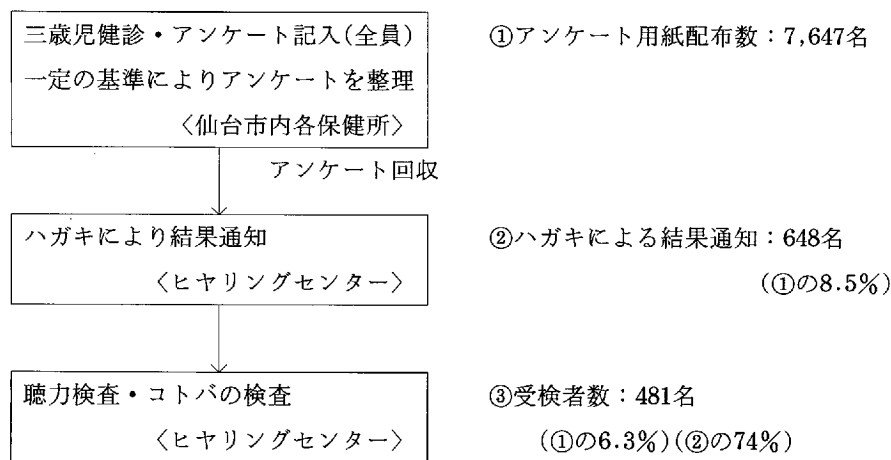 三歳児健診・アンケート記入(全員)
一定の基準によりアンケートを整理
〈仙台市内各保健所〉
①アンケート用紙配布数：7,647名
アンケート回収
ハガキにより結果通知
〈ヒヤリングセンター〉
②ハガキによる結果通知：648名
(①の8.5%)
聴力検査・コトバの検査
〈ヒヤリングセンター〉
③受検者数：481名
(①の6.3%)(②の74%)